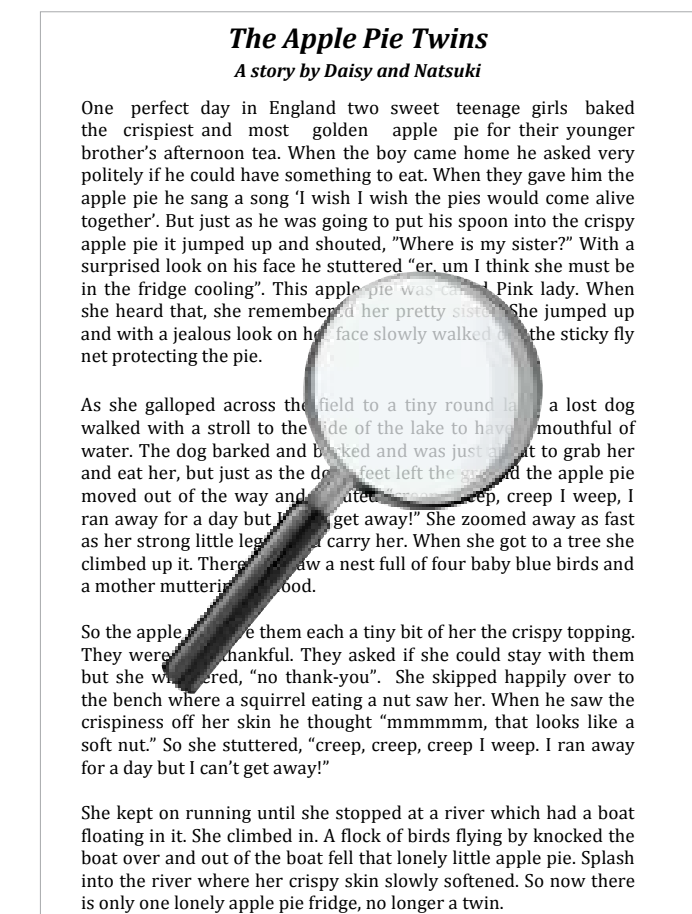 The Apple Pie Twins
A story by Daisy and Natsuki
One perfect day in England two sweet teenage girls baked
the crispiest and most golden apple pie for their younger
brother’s afternoon tea. When the boy came home he asked very
politely if he could have something to eat. When they gave him the
apple pie he sang a song ‘I wish I wish the pies would come alive
together’. But just as he was going to put his spoon into the crispy
apple pie it jumped up and shouted, ”Where is my sister?” With a
surprised look on his face he stuttered “er, um I think she must be
in the fridge cooling”. This apple pie was called Pink lady. When
she heard that, she remembered her pretty sister. She jumped up
and with a jealous look on her face slowly walked the sticky fly
net protecting the pie.
As she galloped across the field to a tiny round a lost dog
walked with a stroll to the side of the lake to have mouthful of
water. The dog barked and barked and was just about to grab her
and eat her, but just as the feet left the ground the apple pie
moved out of the way and creep, creep I weep, I
ran away for a day but get away!” She zoomed away as fast
as her strong little legs carry her. When she got to a tree she
climbed up it. There saw a nest full of four baby blue birds and
a mother muttering
So the apple them each a tiny bit of her the crispy topping.
They were thankful. They asked if she could stay with them
but she “no thank-you”. She skipped happily over to
the bench where a squirrel eating a nut saw her. When he saw the
crispiness off her skin he thought “mmmmmm, that looks like a
soft nut.” So she stuttered, “creep, creep, creep I weep. I ran away
for a day but I can’t get away!”
She kept on running until she stopped at a river which had a boat
floating in it. She climbed in. A flock of birds flying by knocked the
boat over and out of the boat fell that lonely little apple pie. Splash
into the river where her crispy skin slowly softened. So now there
is only one lonely apple pie fridge, no longer a twin.